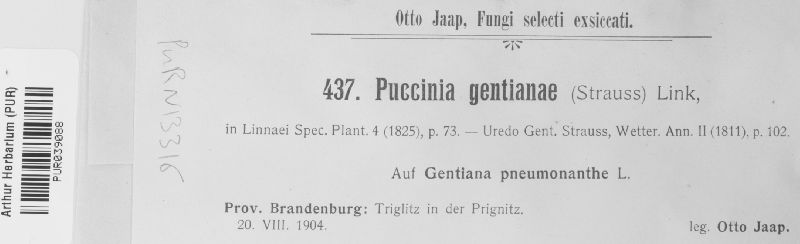 Otto Jaap, Fungi selecti exsiccati.
437. Puccinia gentianae (Strauss) Link,
in Linnaei Spec. Plant. 4 (1825), p. 73. — Uredo Gent. Strauss, Wetter. Ann. II (1811), p. 102.
Auf Gentiana pneumonanthe L.
Prov. Brandenburg: Triglitz in der Prignitz.
20. VIII. 1904.
leg. Otto Jaap.
PURN13316
Arthur Herbarium (PUR)
PUR039088